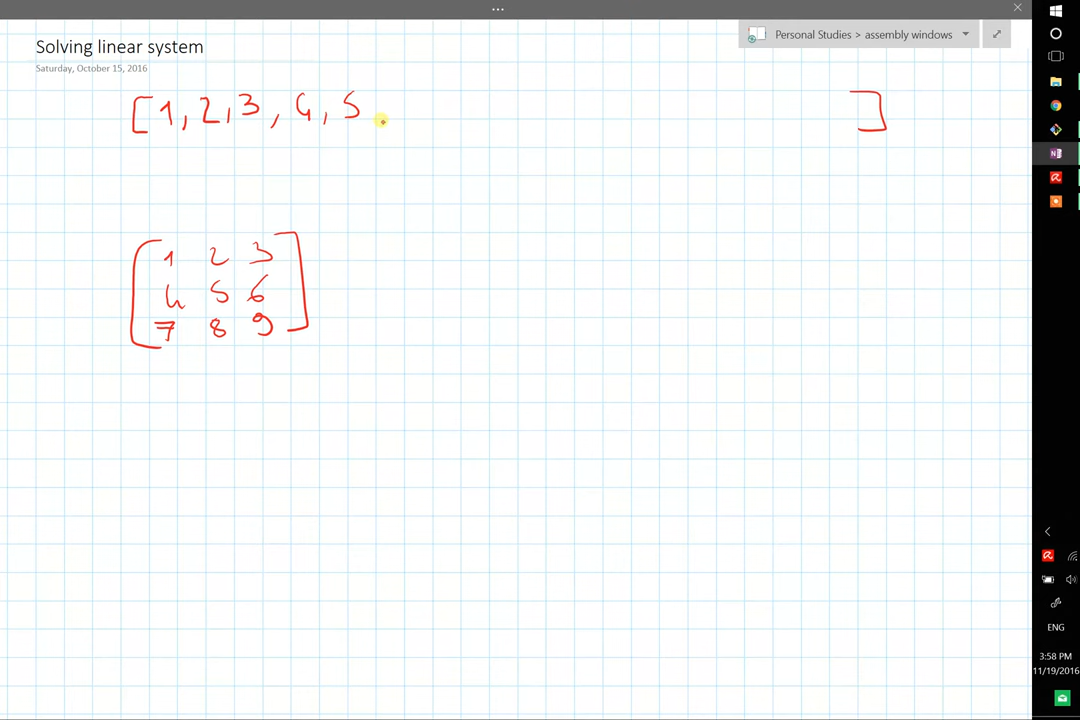 Solving linear system
Saturday, October 15, 2016
Personal Studies > assembly windows
[1, 2, 3, 4, 5 ]
1 2 3
4 5 6
7 8 9
ENG
3:58 PM
11/19/2016